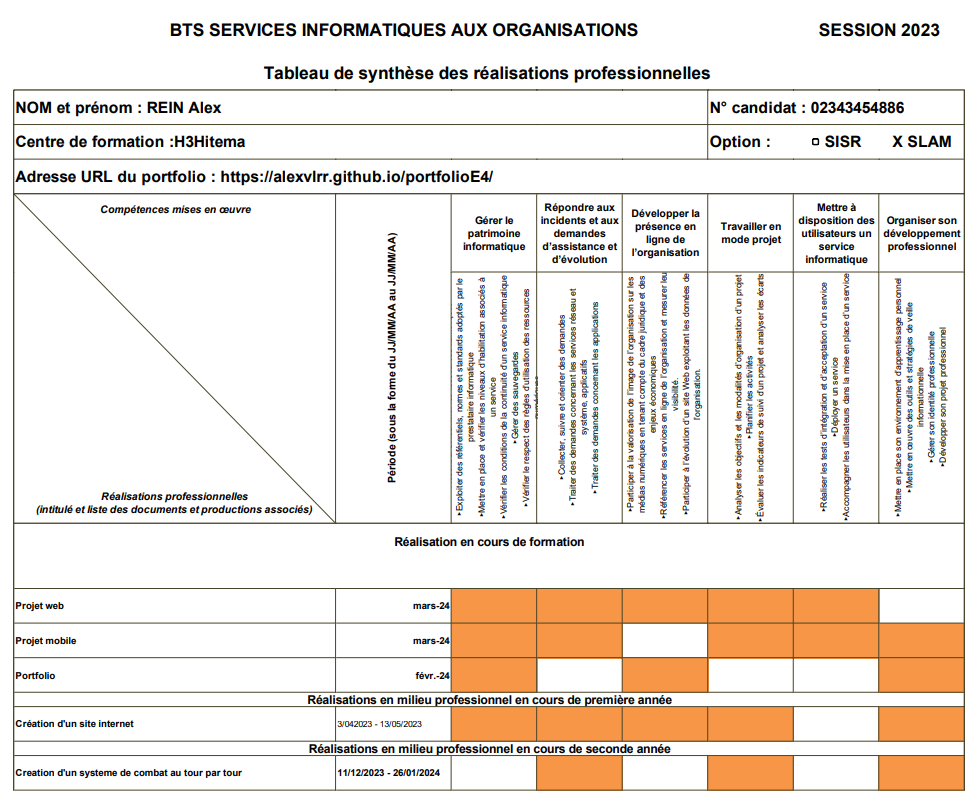 BTS SERVICES INFORMATIQUES AUX ORGANISATIONS SESSION 2023
Tableau de synthèse des réalisations professionnelles
NOM et prénom : REIN Alex
N° candidat : 02343454886
Centre de formation :H3Hitema
Option : SISR X SLAM
Adresse URL du portfolio : https://alexvlrr.github.io/portfolioE4/
Compétences mises en œuvre
Réalisations professionnelles
(intitulé et liste des documents et productions associés)
Période (sous la forme du JJ/MM/AA au JJ/MM/AA)
Gérer le
patrimoine
informatique
Répondre aux
incidents et aux
demandes
d'assistance et
d'évolution
Développer la
présence en
ligne de
l'organisation
Travailler en
mode projet
Mettre à
disposition des
utilisateurs un
service
informatique
Organiser son
développement
professionnel
‣Exploiter des référentiels, normes et standards adoptés par le
prestataire informatique
‣Mettre en place et vérifier les niveaux d'habilitation associés à
un service
‣Vérifier les conditions de la continuité d'un service informatique
‣Gérer des sauvegardes
‣Vérifier le respect des règles d'utilisation des ressources
‣Collecter, suivre et orienter des demandes
‣Traiter des demandes concernant les services réseau et
système, applicatifs
‣Traiter des demandes concernant les applications
‣Participer à la valorisation de l'image de l'organisation sur les
médias numériques en tenant compte du cadre juridique et des
enjeux économiques
‣Référencer les services en ligne de l'organisation et mesurer leur
visibilité.
‣Participer à l'évolution d'un site Web exploitant les données de
l'organisation.
‣Analyser les objectifs et les modalités d'organisation d'un projet
‣Planifier les activités
‣Évaluer les indicateurs de suivi d'un projet et analyser les écarts
‣Réaliser les tests d'intégration et d'acceptation d'un service
‣Déployer un service
‣Accompagner les utilisateurs dans la mise en place d'un service
‣Mettre en place son environnement d'apprentissage personnel
‣Mettre en œuvre des outils et stratégies de veille
informationnelle
‣Gérer son identité professionnelle
‣Développer son projet professionnel
Réalisation en cours de formation
Projet web mars-24
Projet mobile mars-24
Portfolio févr.-24
Réalisations en milieu professionnel en cours de première année
Création d'un site internet 3/042023 - 13/05/2023
Réalisations en milieu professionnel en cours de seconde année
Creation d'un systeme de combat au tour par tour 11/12/2023 - 26/01/2024